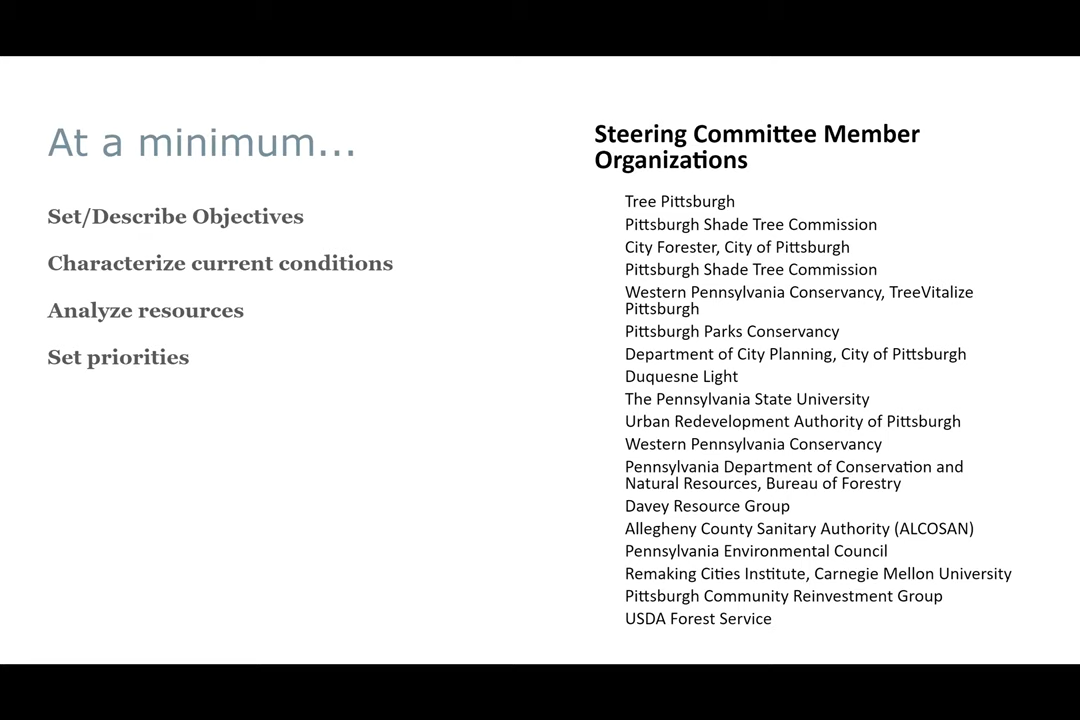 At a minimum...
Set/Describe Objectives
Characterize current conditions
Analyze resources
Set priorities
Steering Committee Member
Organizations
Tree Pittsburgh
Pittsburgh Shade Tree Commission
City Forester, City of Pittsburgh
Pittsburgh Shade Tree Commission
Western Pennsylvania Conservancy, TreeVitalize
Pittsburgh
Pittsburgh Parks Conservancy
Department of City Planning, City of Pittsburgh
Duquesne Light
The Pennsylvania State University
Urban Redevelopment Authority of Pittsburgh
Western Pennsylvania Conservancy
Pennsylvania Department of Conservation and
Natural Resources, Bureau of Forestry
Davey Resource Group
Allegheny County Sanitary Authority (ALCOSAN)
Pennsylvania Environmental Council
Remaking Cities Institute, Carnegie Mellon University
Pittsburgh Community Reinvestment Group
USDA Forest Service